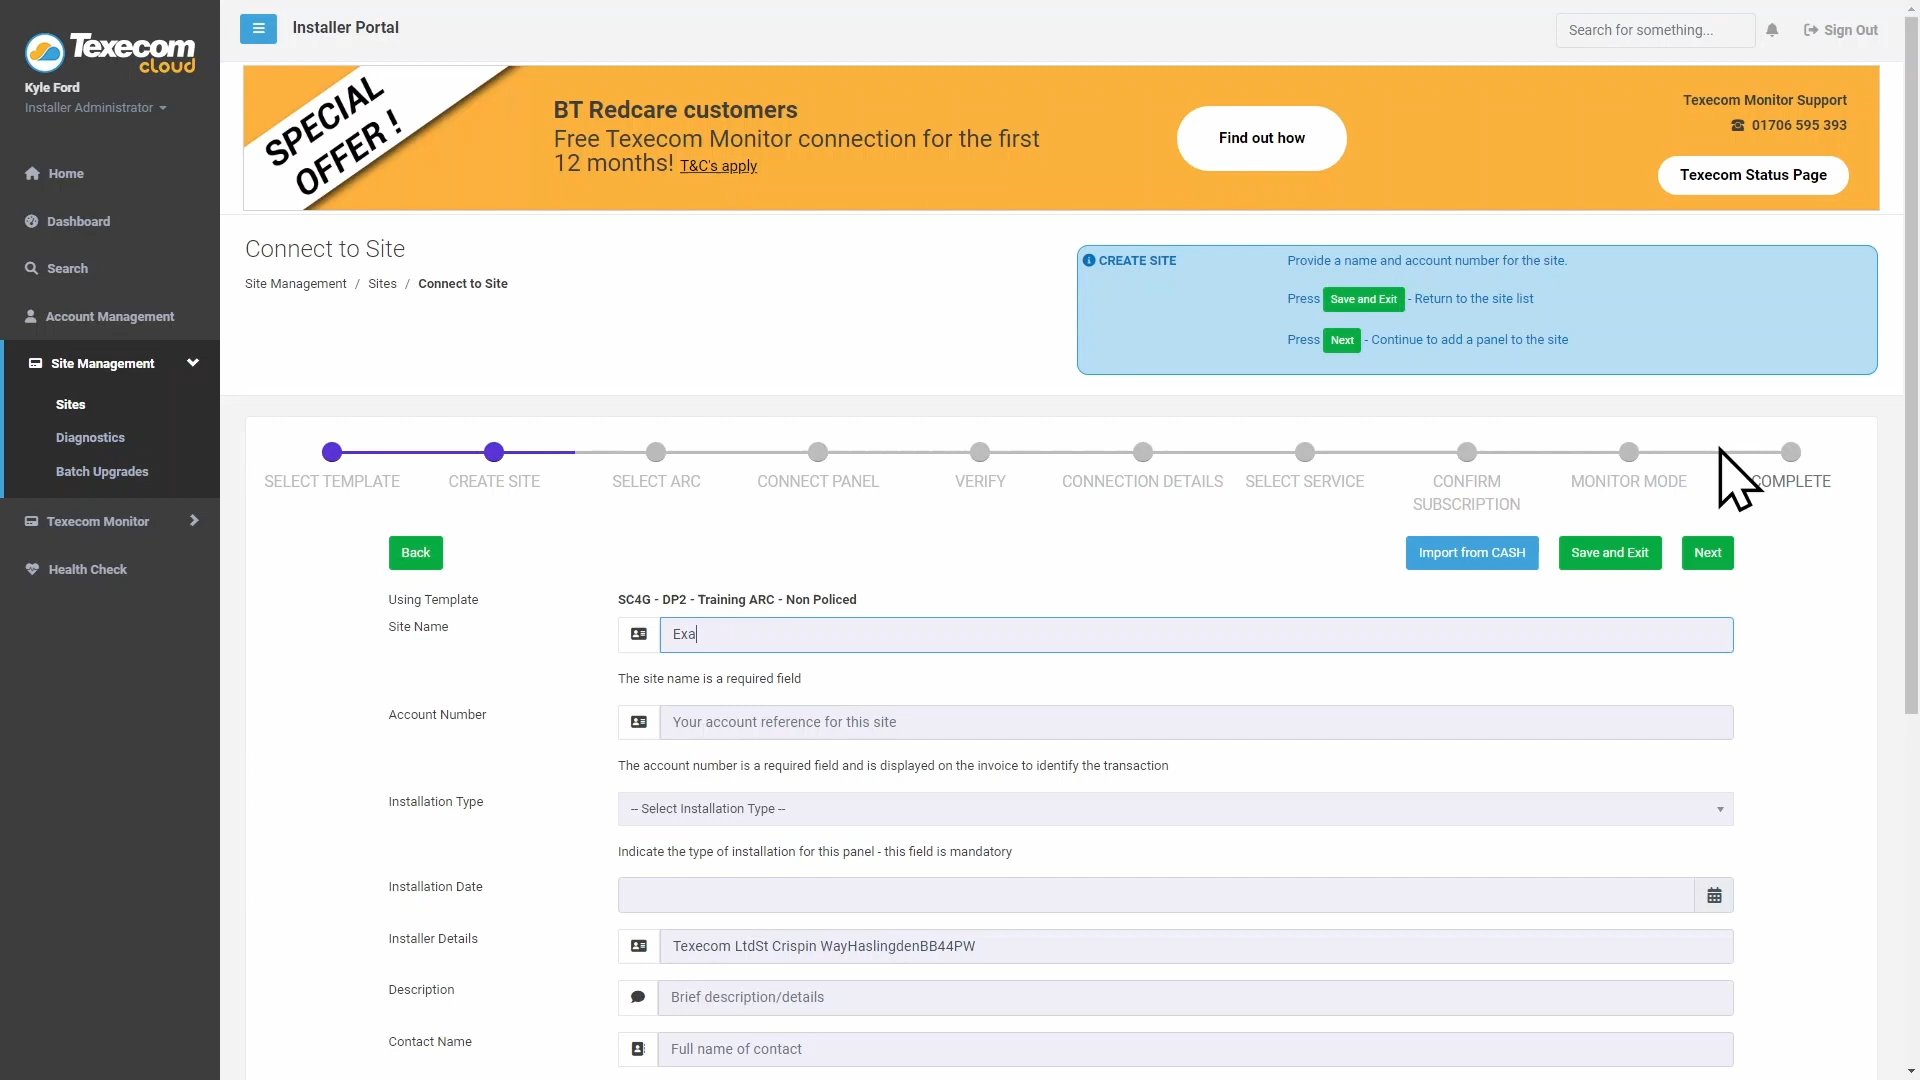 Texecom
cloud
Kyle Ford
Installer Administrator
Home
Dashboard
Search
Account Management
Site Management
Sites
Diagnostics
Batch Upgrades
Texecom Monitor
Health Check
Installer Portal
Search for something...
Sign Out
SPECIAL
OFFER !
BT Redcare customers
Free Texecom Monitor connection for the first
12 months! T&C's apply
Find out how
Texecom Monitor Support
01706 595 393
Texecom Status Page
Connect to Site
Site Management / Sites / Connect to Site
CREATE SITE
Provide a name and account number for the site.
Press Save and Exit - Return to the site list
Press Next - Continue to add a panel to the site
SELECT TEMPLATE
CREATE SITE
SELECT ARC
CONNECT PANEL
VERIFY
CONNECTION DETAILS
SELECT SERVICE
CONFIRM
SUBSCRIPTION
MONITOR MODE
COMPLETE
Back
Import from CASH
Save and Exit
Next
Using Template
SC4G - DP2 - Training ARC - Non Policed
Site Name
Exa
The site name is a required field
Account Number
Your account reference for this site
The account number is a required field and is displayed on the invoice to identify the transaction
Installation Type
-- Select Installation Type --
Indicate the type of installation for this panel - this field is mandatory
Installation Date
Installer Details
Texecom LtdSt Crispin WayHaslingdenBB44PW
Description
Brief description/details
Contact Name
Full name of contact